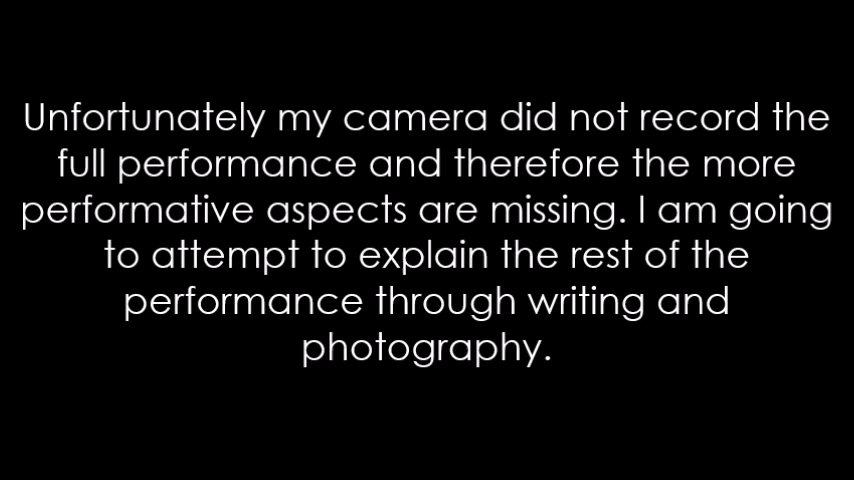 Unfortunately my camera did not record the
full performance and therefore the more
performative aspects are missing. I am going
to attempt to explain the rest of the
performance through writing and
photography.